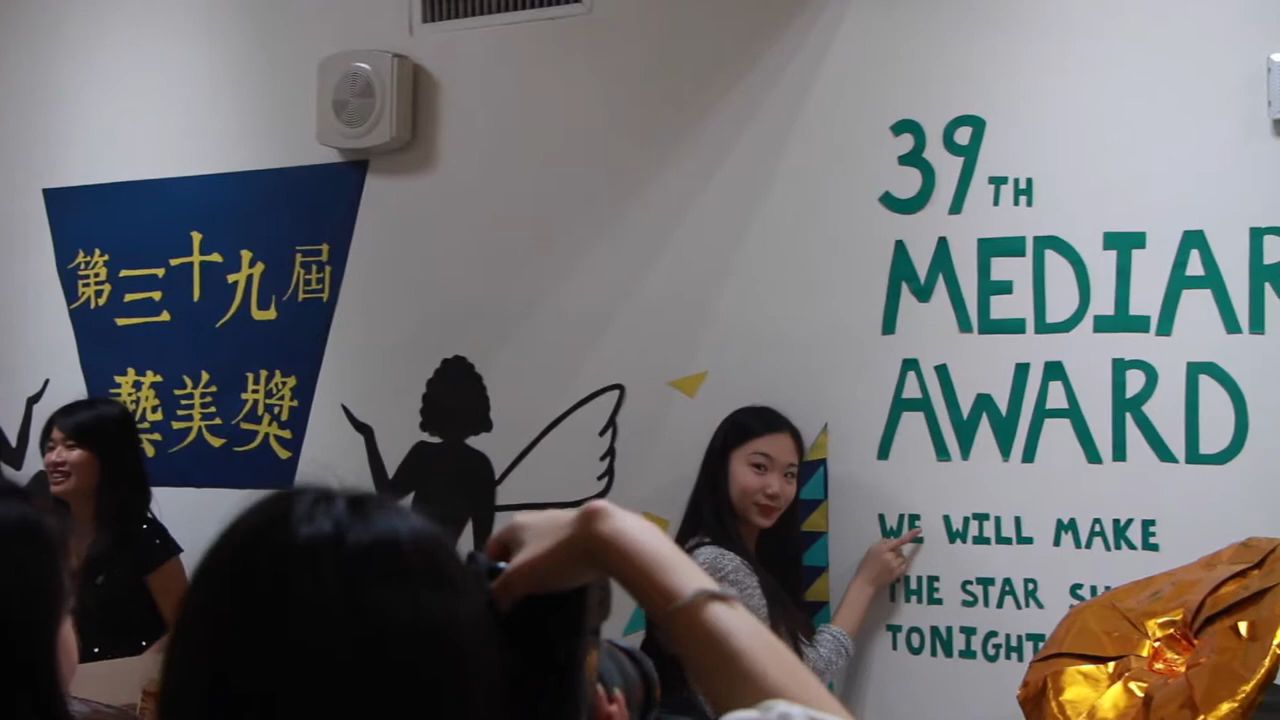 第三十九屆
藝美獎
39TH
MEDIAR
AWARD
WE WILL MAKE
THE STAR
TONIGHT